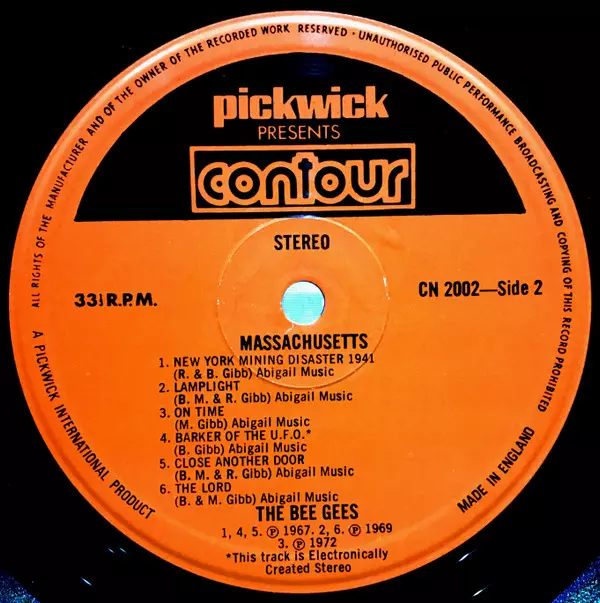 ALL RIGHTS OF THE MANUFACTURER AND OF THE OWNER OF THE RECORDED WORK RESERVED · UNAUTHORISED PUBLIC PERFORMANCE BROADCASTING AND COPYING OF THIS RECORD PROHIBITED
pickwick
PRESENTS
contour
STEREO
33⅓ R.P.M.
CN 2002—Side 2
MASSACHUSETTS
1. NEW YORK MINING DISASTER 1941
(R. & B. Gibb) Abigail Music
2. LAMPLIGHT
(B. M. & R. Gibb) Abigail Music
3. ON TIME
(M. Gibb) Abigail Music
4. BARKER OF THE U.F.O.*
(B. Gibb) Abigail Music
5. CLOSE ANOTHER DOOR
(B. M. & R. Gibb) Abigail Music
6. THE LORD
(B. & M. Gibb) Abigail Music
THE BEE GEES
1, 4, 5. ℗ 1967. 2, 6. ℗ 1969
3. ℗ 1972
*This track is Electronically
Created Stereo
A PICKWICK INTERNATIONAL PRODUCT
MADE IN ENGLAND